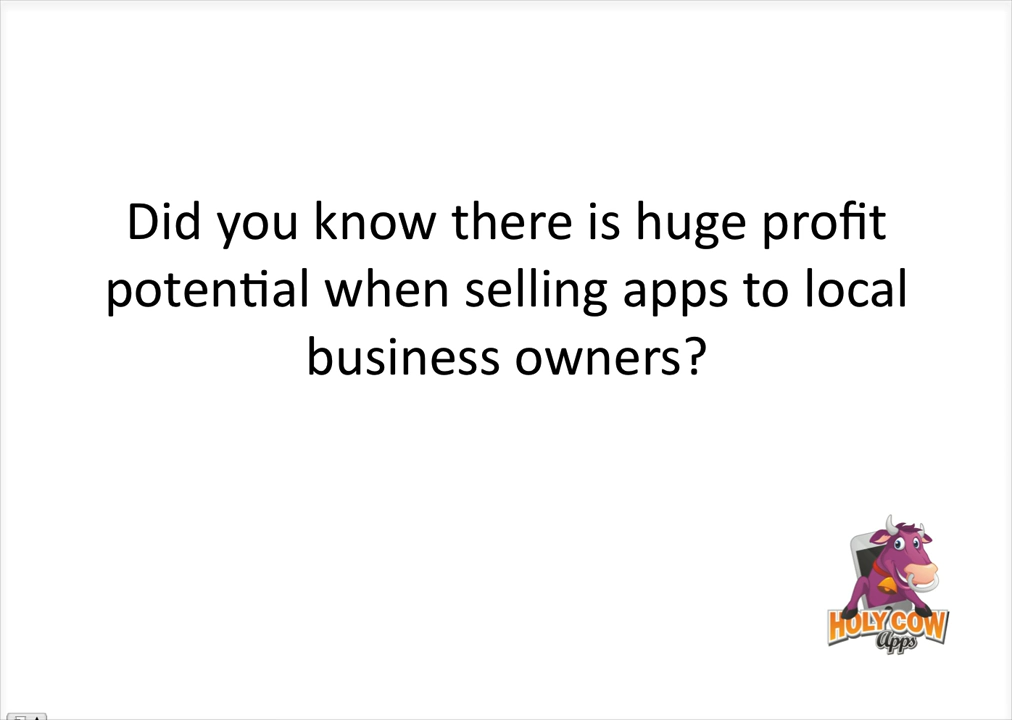 Did you know there is huge profit
potential when selling apps to local
business owners?
HOLY COW
Apps